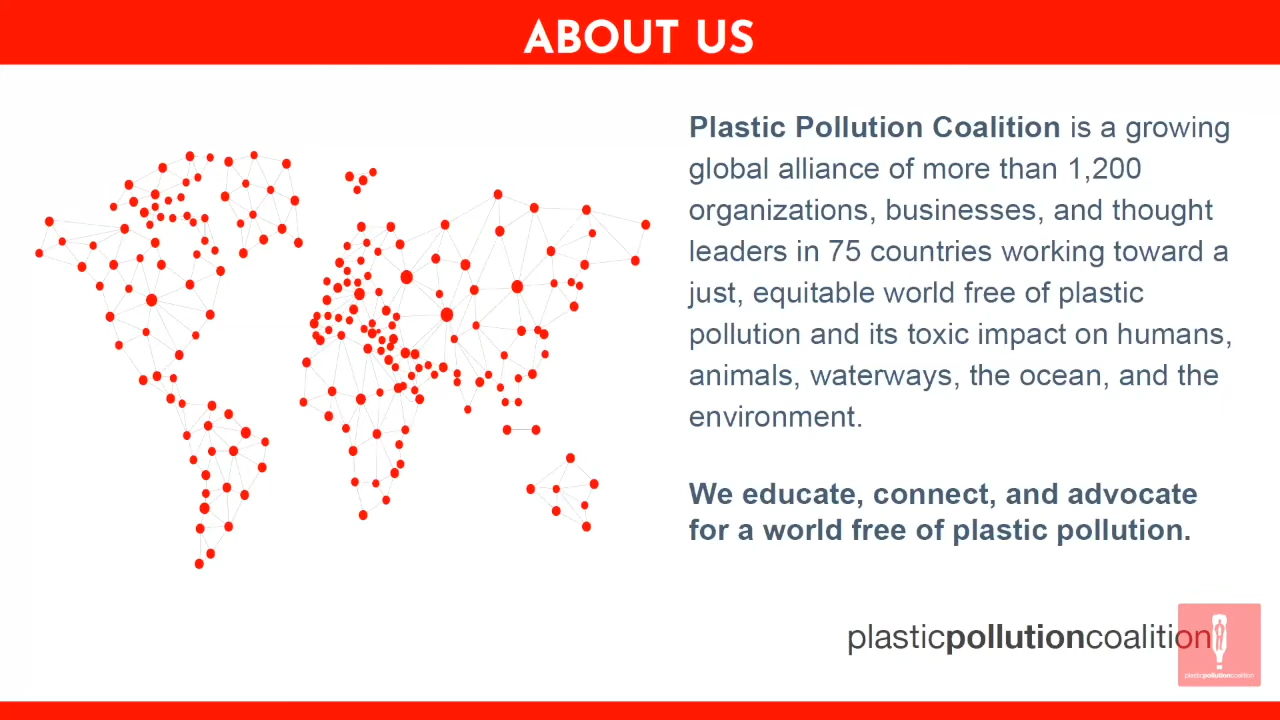 ABOUT US
Plastic Pollution Coalition is a growing
global alliance of more than 1,200
organizations, businesses, and thought
leaders in 75 countries working toward a
just, equitable world free of plastic
pollution and its toxic impact on humans,
animals, waterways, the ocean, and the
environment.
We educate, connect, and advocate
for a world free of plastic pollution.
plasticpollutioncoalition
plasticpollutioncoalition